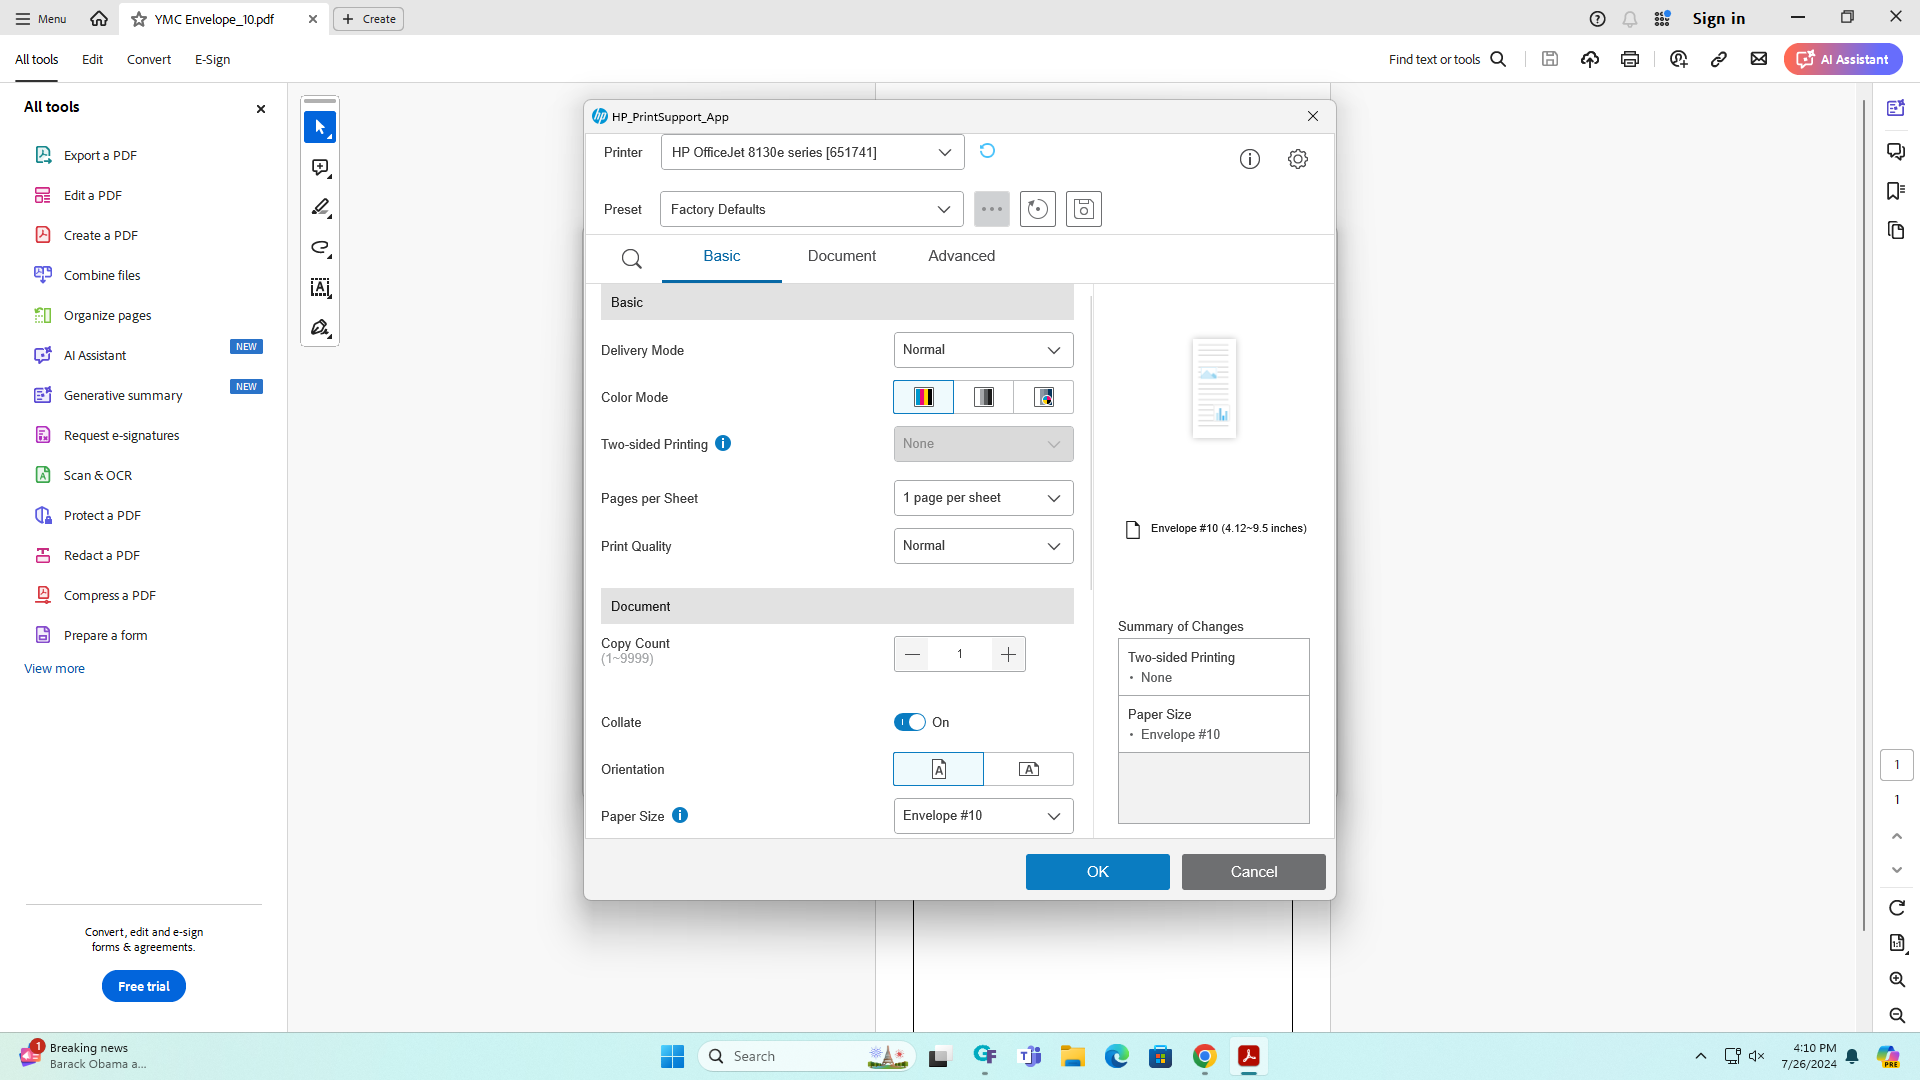 Menu
YMC Envelope_10.pdf
Create
Sign in
All tools
Edit
Convert
E-Sign
Find text or tools
AI Assistant
All tools
Export a PDF
Edit a PDF
Create a PDF
Combine files
Organize pages
AI Assistant
NEW
Generative summary
NEW
Request e-signatures
Scan & OCR
Protect a PDF
Redact a PDF
Compress a PDF
Prepare a form
View more
Convert, edit and e-sign
forms & agreements.
Free trial
HP_PrintSupport_App
Printer
HP OfficeJet 8130e series [651741]
Preset
Factory Defaults
Basic
Document
Advanced
Basic
Delivery Mode
Normal
Color Mode
Two-sided Printing
None
Pages per Sheet
1 page per sheet
Print Quality
Normal
Document
Copy Count
(1~9999)
1
Collate
On
Orientation
Paper Size
Envelope #10
Envelope #10 (4.12~9.5 inches)
Summary of Changes
Two-sided Printing
• None
Paper Size
• Envelope #10
OK
Cancel
1
1
1
Breaking news
Barack Obama a...
Search
4:10 PM
7/26/2024
PRE